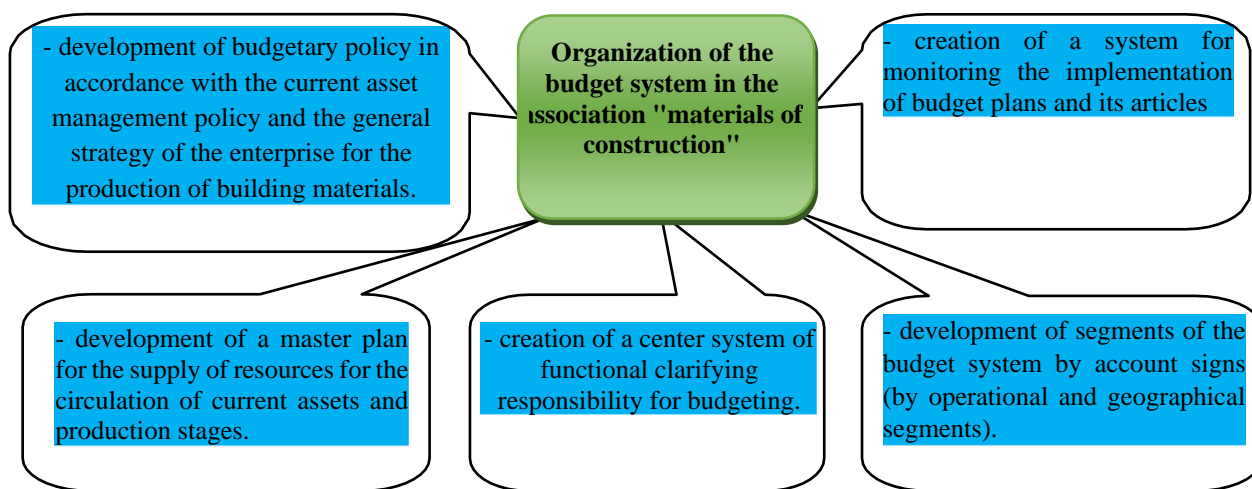 - development of budgetary policy in
accordance with the current asset
management policy and the general
strategy of the enterprise for the
production of building materials.
Organization of the
budget system in the
association "materials of
construction"
- creation of a system for
monitoring the implementation
of budget plans and its articles
- development of a master plan
for the supply of resources for the
circulation of current assets and
production stages.
- creation of a center system of
functional clarifying
responsibility for budgeting.
- development of segments of the
budget system by account signs
(by operational and geographical
segments).